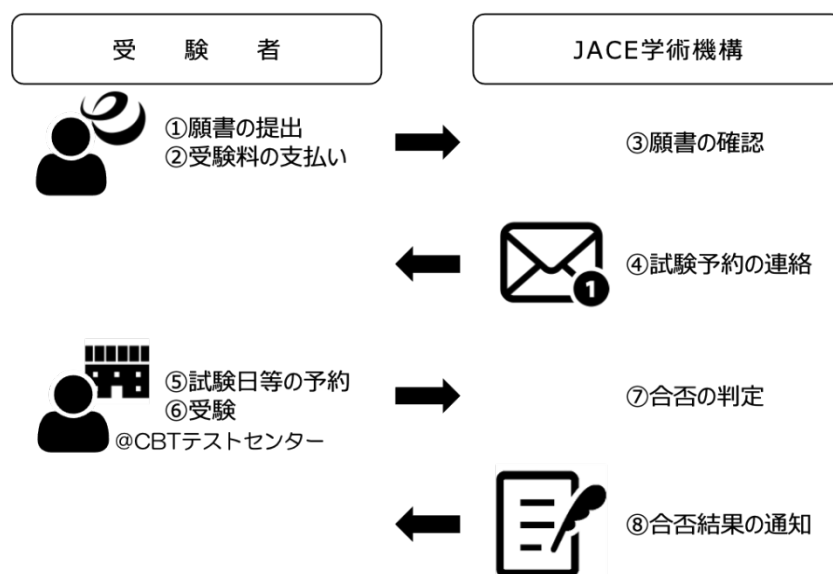 受 験 者
JACE学術機構
①願書の提出
②受験料の支払い
③願書の確認
④試験予約の連絡
1
⑤試験日等の予約
⑥受験
@CBTテストセンター
⑦合否の判定
⑧合否結果の通知